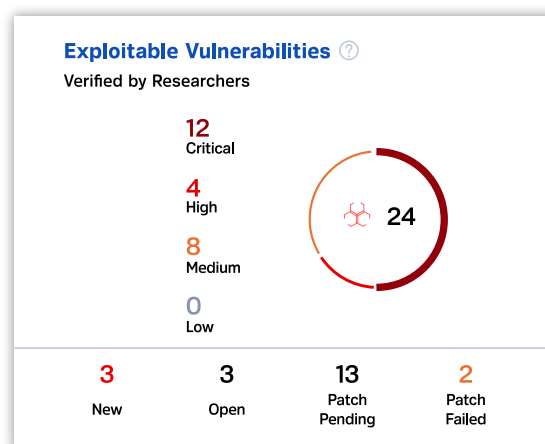 Exploitable Vulnerabilities ?
Verified by Researchers
12
Critical
4
High
8
Medium
0
Low
24
3
New
3
Open
13
Patch
Pending
2
Patch
Failed